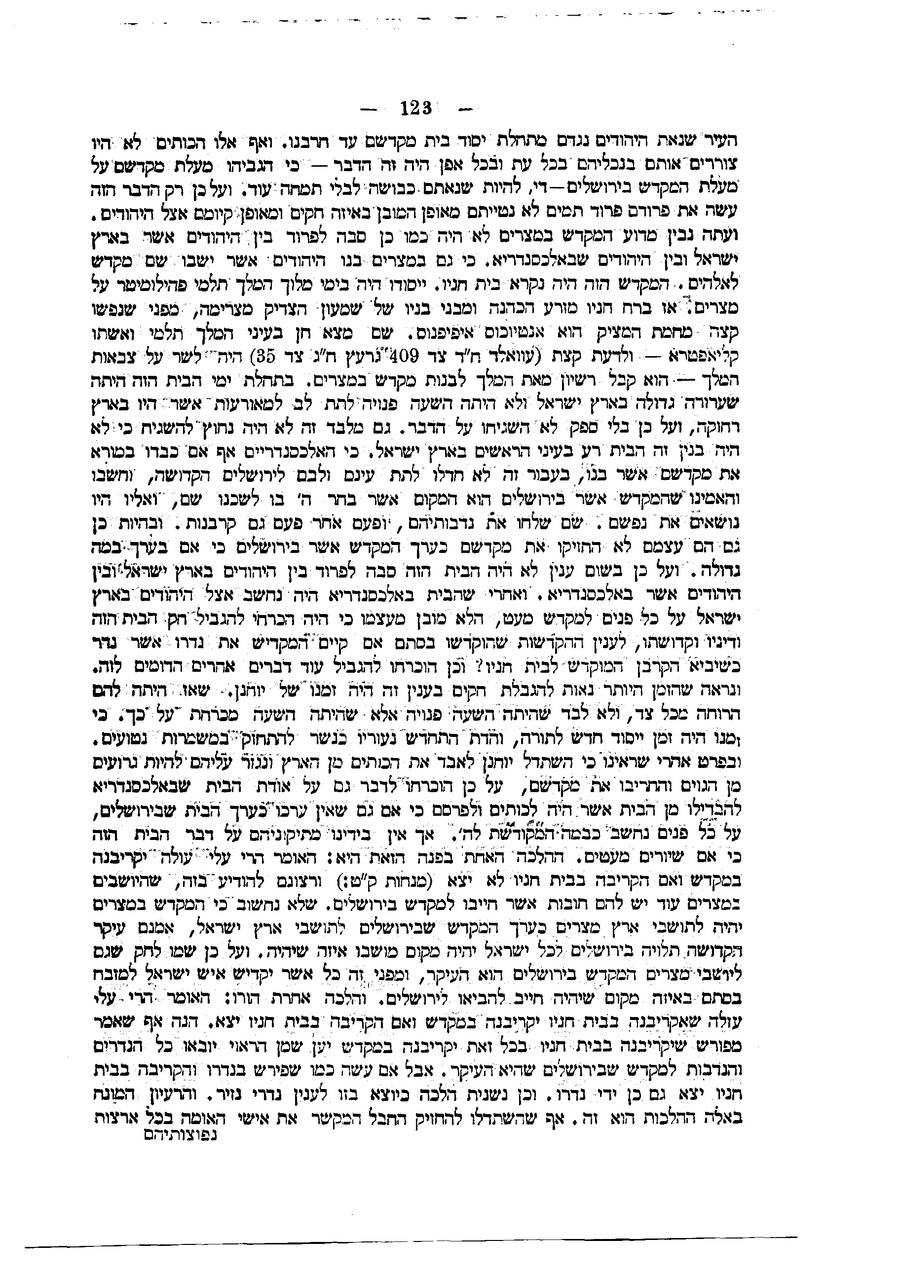 — 123 —
העיר שנאת היהודים נגדם מתחלת יסוד בית מקדשם עד חרבנו. ואף אלו הכותים לא היו
צוררים אותם בנכליהם בכל עת ובכל אפן היה זה הדבר — כי הגביהו מעלת מקדשם על
מעלת המקדש בירושלים—די, להיות שנאתם כבושה לבלי תמחה עוד. ועל כן רק הדבר הזה
עשה את פרודם פרוד תמים לא נטייתם מאופן המובן באיזה חקים ומאופן קיומם אצל היהודים.
ועתה נבין מדוע המקדש במצרים לא היה כמו כן סבה לפרוד בין היהודים אשר בארץ
ישראל ובין היהודים שבאלכסנדריא. כי גם במצרים בנו היהודים אשר ישבו שם מקדש
לאלהים. המקדש הזה היה נקרא בית חניו. ייסודו היה בימי מלוך המלך תלמי פהילומיטר על
מצרים. אז ברח חניו מזרע הכהנה ומבני בניו של שמעון הצדיק מצרימה, מפני שנפשו
קצה מחמת המציק הוא אנטיוכוס איפיפנוס. שם מצא חן בעיני המלך תלמי ואשתו
קליאפטרא — ולדעת קצת (עוואלד ח"ד צד 409 גרעץ ח"ג צד 35) היה לשר על צבאות
המלך — הוא קבל רשיון מאת המלך לבנות מקדש במצרים. בתחלת ימי הבית הזה היתה
שערורה גדולה בארץ ישראל ולא היתה השעה פנויה לתת לב למאורעות אשר היו בארץ
רחוקה, ועל כן בלי ספק לא השגיחו על הדבר. גם מלבד זה לא היה נחוץ להשגיח כי לא
היה בנין זה הבית רע בעיני הראשים בארץ ישראל. כי האלכסנדריים אף אם כבדו במורא
את מקדשם אשר בנו, בעבור זה לא חדלו לתת עינם ולבם לירושלים הקדושה, וחשבו
והאמינו שהמקדש אשר בירושלים הוא המקום אשר בחר ה' בו לשכנו שם, ואליו היו
נושאים את נפשם. שם שלחו את נדבותיהם, ופעם אחר פעם גם קרבנות. ובהיות כן
גם הם עצמם לא החזיקו את מקדשם כערך המקדש אשר בירושלים כי אם בערך במה
גדולה. ועל כן בשום ענין לא היה הבית הזה סבה לפרוד בין היהודים בארץ ישראל ובין
היהודים אשר באלכסנדריא. ואחרי שהבית באלכסנדריא היה נחשב אצל היהודים בארץ
ישראל על כל פנים למקדש מעט, הלא מובן מעצמו כי היה הכרחי להגביל חק הבית הזה
ודיניו וקדושתו, לענין ההקדשות שהוקדשו בסתם אם קיים המקדיש את נדרו אשר נדר
כשיביא הקרבן המוקדש לבית חניו? וכן הוכרחו להגביל עוד דברים אחרים הדומים לזה.
ונראה שהזמן היותר נאות להגבלת חקים בענין זה היה זמנו של יוחנן. שאז היתה להם
הרוחה מכל צד, ולא לבד שהיתה השעה פנויה אלא שהיתה השעה מכרחת על כך. כי
זמנו היה זמן ייסוד חדש לתורה, והדת התחדש נעוריו כנשר להתחזק במשמרות נטועים.
ובפרט אחרי שראינו כי השתדל יוחנן לאבד את הכותים מן הארץ ונגזר עליהם להיות גרועים
מן הגוים והחריבו את מקדשם, על כן הוכרחו לדבר גם על אודת הבית שבאלכסנדריא
להבדילו מן הבית אשר היה לכותים ולפרסם כי אם גם שאין ערכו כערך הבית שבירושלים,
על כל פנים נחשב כבמה המקודשת לה'. אך אין בידינו מתיקוניהם על דבר הבית הזה
כי אם שיורים מעטים. ההלכה האחת בפנה הזאת היא: האומר הרי עלי עולה יקריבנה
במקדש ואם הקריבה בבית חניו לא יצא (מנחות ק"ט:) ורצונם להודיע בזה, שהיושבים
במצרים עוד יש להם חובות אשר חייבו למקדש בירושלים. שלא נחשוב כי המקדש במצרים
יהיה לתושבי ארץ מצרים כערך המקדש שבירושלים לתושבי ארץ ישראל, אמנם עיקר
הקדושה תלויה בירושלים לכל ישראל יהיה מקום מושבו איזה שיהיה. ועל כן שמו לחק שגם
ליושבי מצרים המקדש בירושלים הוא העיקר, ומפני זה כל אשר יקדיש איש ישראל למזבח
בסתם באיזה מקום שיהיה חייב להביאו לירושלים. והלכה אחרת הורו: האומר הרי עלי
עולה שאקריבנה בבית חניו יקריבנה במקדש ואם הקריבה בבית חניו יצא. הנה אף שאמר
מפורש שיקריבנה בבית חניו בכל זאת יקריבנה במקדש יען שמן הראוי יובאו כל הנדרים
והנדבות למקדש שבירושלים שהיא העיקר. אבל אם עשה כמו שפירש בנדרו והקריבה בבית
חניו יצא גם כן ידי נדרו. וכן נשנית הלכה כיוצא בזו לענין נדרי נזיר. והרעיון המונח
באלה ההלכות הוא זה. אף שהשתדלו להחזיק החבל המקשר את אישי האומה בכל ארצות
נפוצותיהם